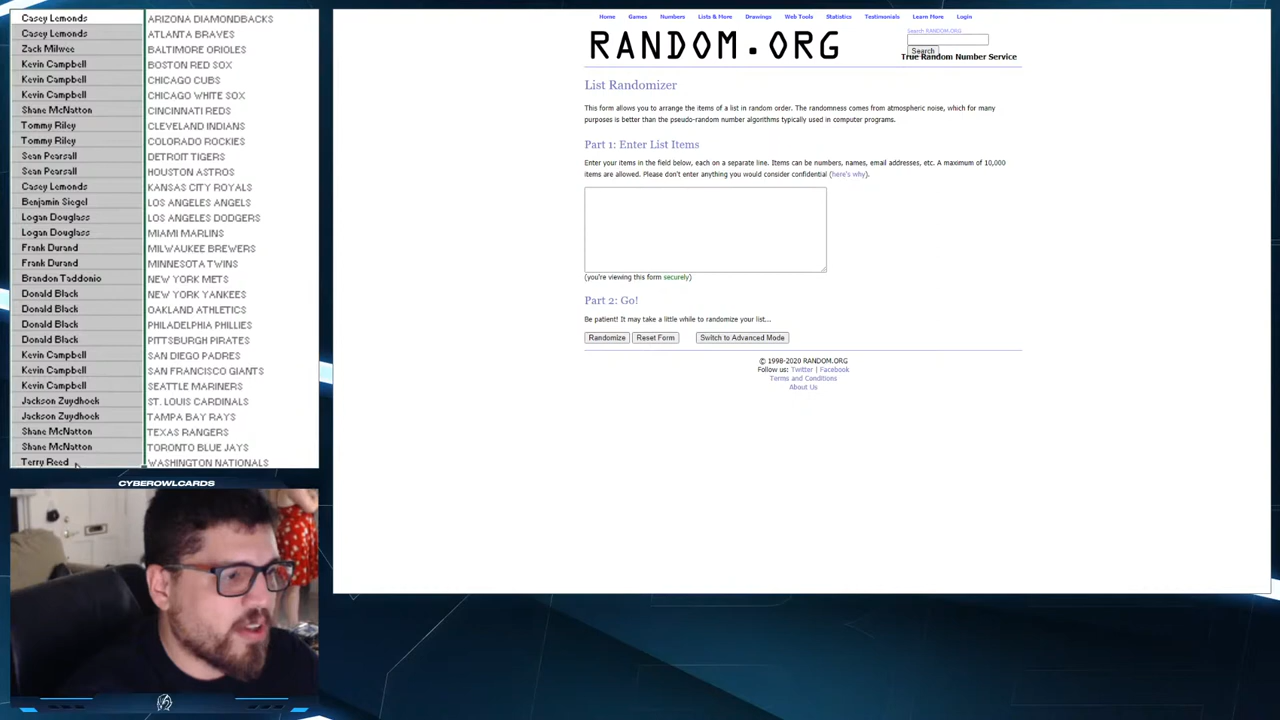 Casey Lemonds ARIZONA DIAMONDBACKS
Casey Lemonds ATLANTA BRAVES
Zack Milwee BALTIMORE ORIOLES
Kevin Campbell BOSTON RED SOX
Kevin Campbell CHICAGO CUBS
Kevin Campbell CHICAGO WHITE SOX
Shane McNatton CINCINNATI REDS
Tommy Riley CLEVELAND INDIANS
Tommy Riley COLORADO ROCKIES
Sean Pearsall DETROIT TIGERS
Sean Pearsall HOUSTON ASTROS
Casey Lemonds KANSAS CITY ROYALS
Benjamin Siegel LOS ANGELES ANGELS
Logan Douglass LOS ANGELES DODGERS
Logan Douglass MIAMI MARLINS
Frank Durand MILWAUKEE BREWERS
Frank Durand MINNESOTA TWINS
Brandon Taddonio NEW YORK METS
Donald Black NEW YORK YANKEES
Donald Black OAKLAND ATHLETICS
Donald Black PHILADELPHIA PHILLIES
Donald Black PITTSBURGH PIRATES
Kevin Campbell SAN DIEGO PADRES
Kevin Campbell SAN FRANCISCO GIANTS
Kevin Campbell SEATTLE MARINERS
Jackson Zuydhoek ST. LOUIS CARDINALS
Jackson Zuydhoek TAMPA BAY RAYS
Shane McNatton TEXAS RANGERS
Shane McNatton TORONTO BLUE JAYS
Terry Reed WASHINGTON NATIONALS
CYBEROWLCARDS
Home Games Numbers Lists & More Drawings Web Tools Statistics Testimonials Learn More Login
RANDOM.ORG
Search RANDOM.ORG
Search
True Random Number Service
List Randomizer
This form allows you to arrange the items of a list in random order. The randomness comes from atmospheric noise, which for many
purposes is better than the pseudo-random number algorithms typically used in computer programs.
Part 1: Enter List Items
Enter your items in the field below, each on a separate line. Items can be numbers, names, email addresses, etc. A maximum of 10,000
items are allowed. Please don't enter anything you would consider confidential (here's why).
(you're viewing this form securely)
Part 2: Go!
Be patient! It may take a little while to randomize your list...
Randomize Reset Form Switch to Advanced Mode
© 1998-2020 RANDOM.ORG
Follow us: Twitter | Facebook
Terms and Conditions
About Us